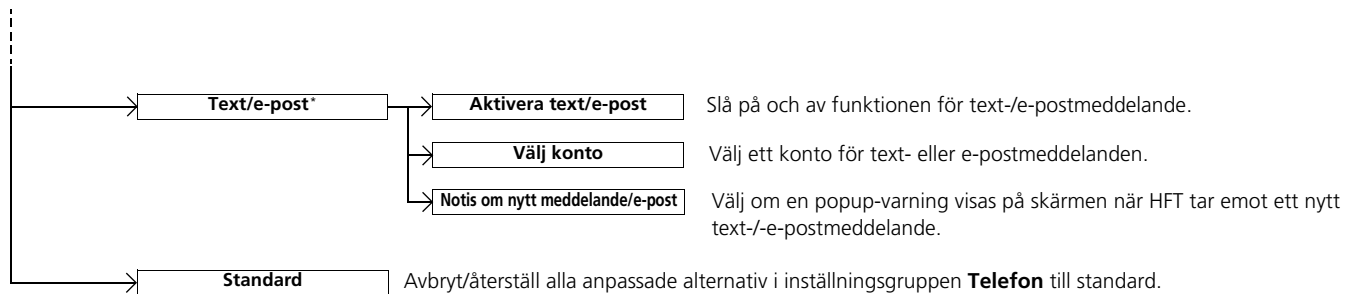 Text/e-post*
Aktivera text/e-post
Slå på och av funktionen för text-/e-postmeddelande.
Välj konto
Välj ett konto för text- eller e-postmeddelanden.
Notis om nytt meddelande/e-post
Välj om en popup-varning visas på skärmen när HFT tar emot ett nytt
text-/-e-postmeddelande.
Standard
Avbryt/återställ alla anpassade alternativ i inställningsgruppen Telefon till standard.